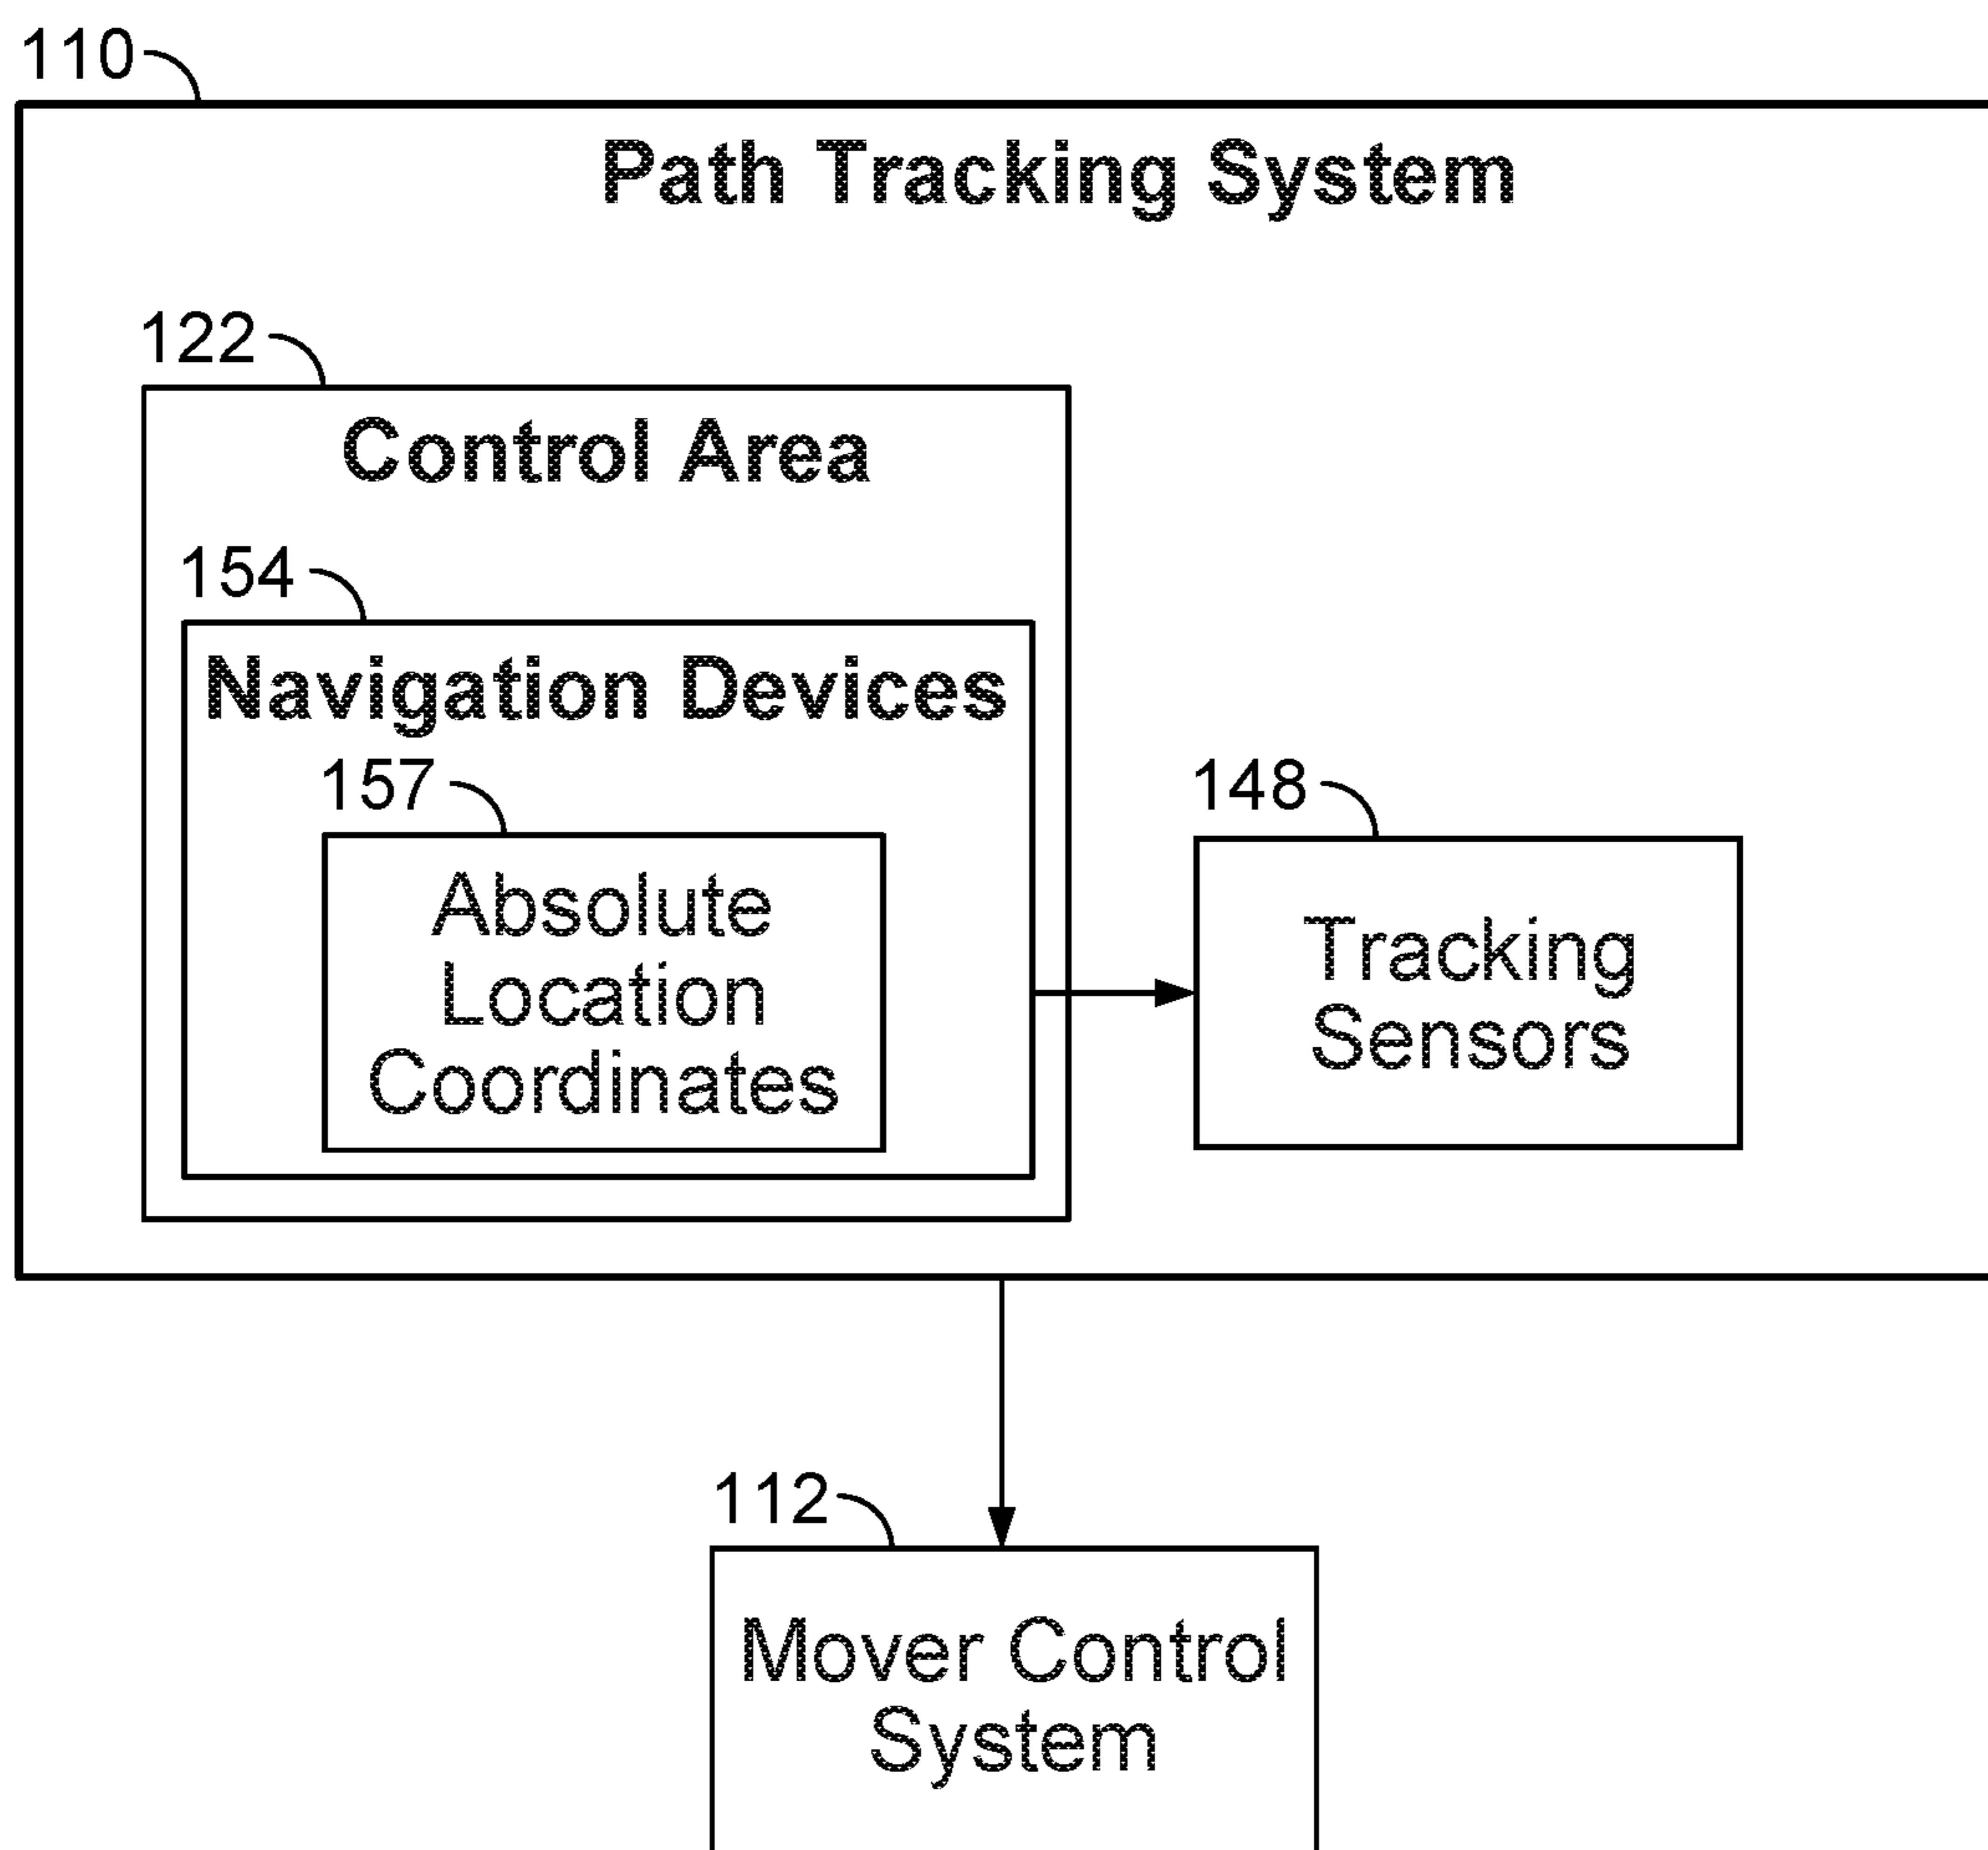 110
Path Tracking System
122
Control Area
154
Navigation Devices
157
Absolute
Location
Coordinates
148
Tracking
Sensors
112
Mover Control
System